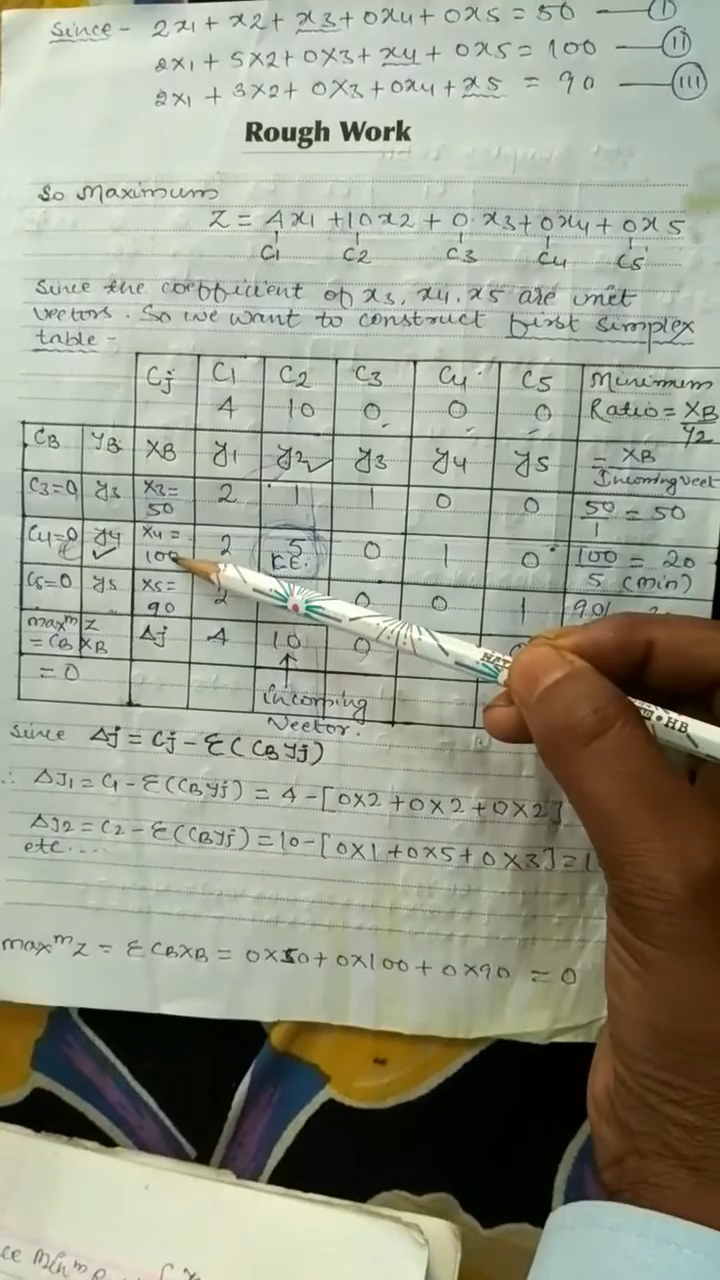 Since - 2x1 + x2 + x3 + 0x4 + 0x5 = 50 — I
2x1 + 5x2 + 0x3 + x4 + 0x5 = 100 — II
2x1 + 3x2 + 0x3 + 0x4 + x5 = 90 — III
Rough Work
So Maximum
Z = 4x1 + 10x2 + 0·x3 + 0x4 + 0x5
C1 C2 C3 C4 C5
Since the coefficient of x3, x4, x5 are unit
vectors. So we want to construct first simplex
table -
Cj C1 C2 C3 C4 C5 Minimum
4 10 0 0 0 Ratio = XB/y2
CB YB XB y1 y2 ✓ y3 y4 y5 = XB/Incoming vect
C3=0 y3 x3=50 2 1 1 0 0 50/1 = 50
C4=0 y4 ✓ x4=100 2 5 K.E. 0 1 0 100/5 = 20 (min)
C5=0 y5 x5=90 2 0 0 1 90/
max^m Z = CB XB Δj 4 10 0
= 0 ↑ incoming
Vector.
Since Δj = Cj - Σ(CB yj)
∴ ΔJ1 = C1 - Σ(CB yj) = 4 - [0×2 + 0×2 + 0×2]
ΔJ2 = C2 - Σ(CB yj) = 10 - [0×1 + 0×5 + 0×3] = 1
etc....
max^m Z = Σ CB XB = 0×50 + 0×100 + 0×90 = 0
HB